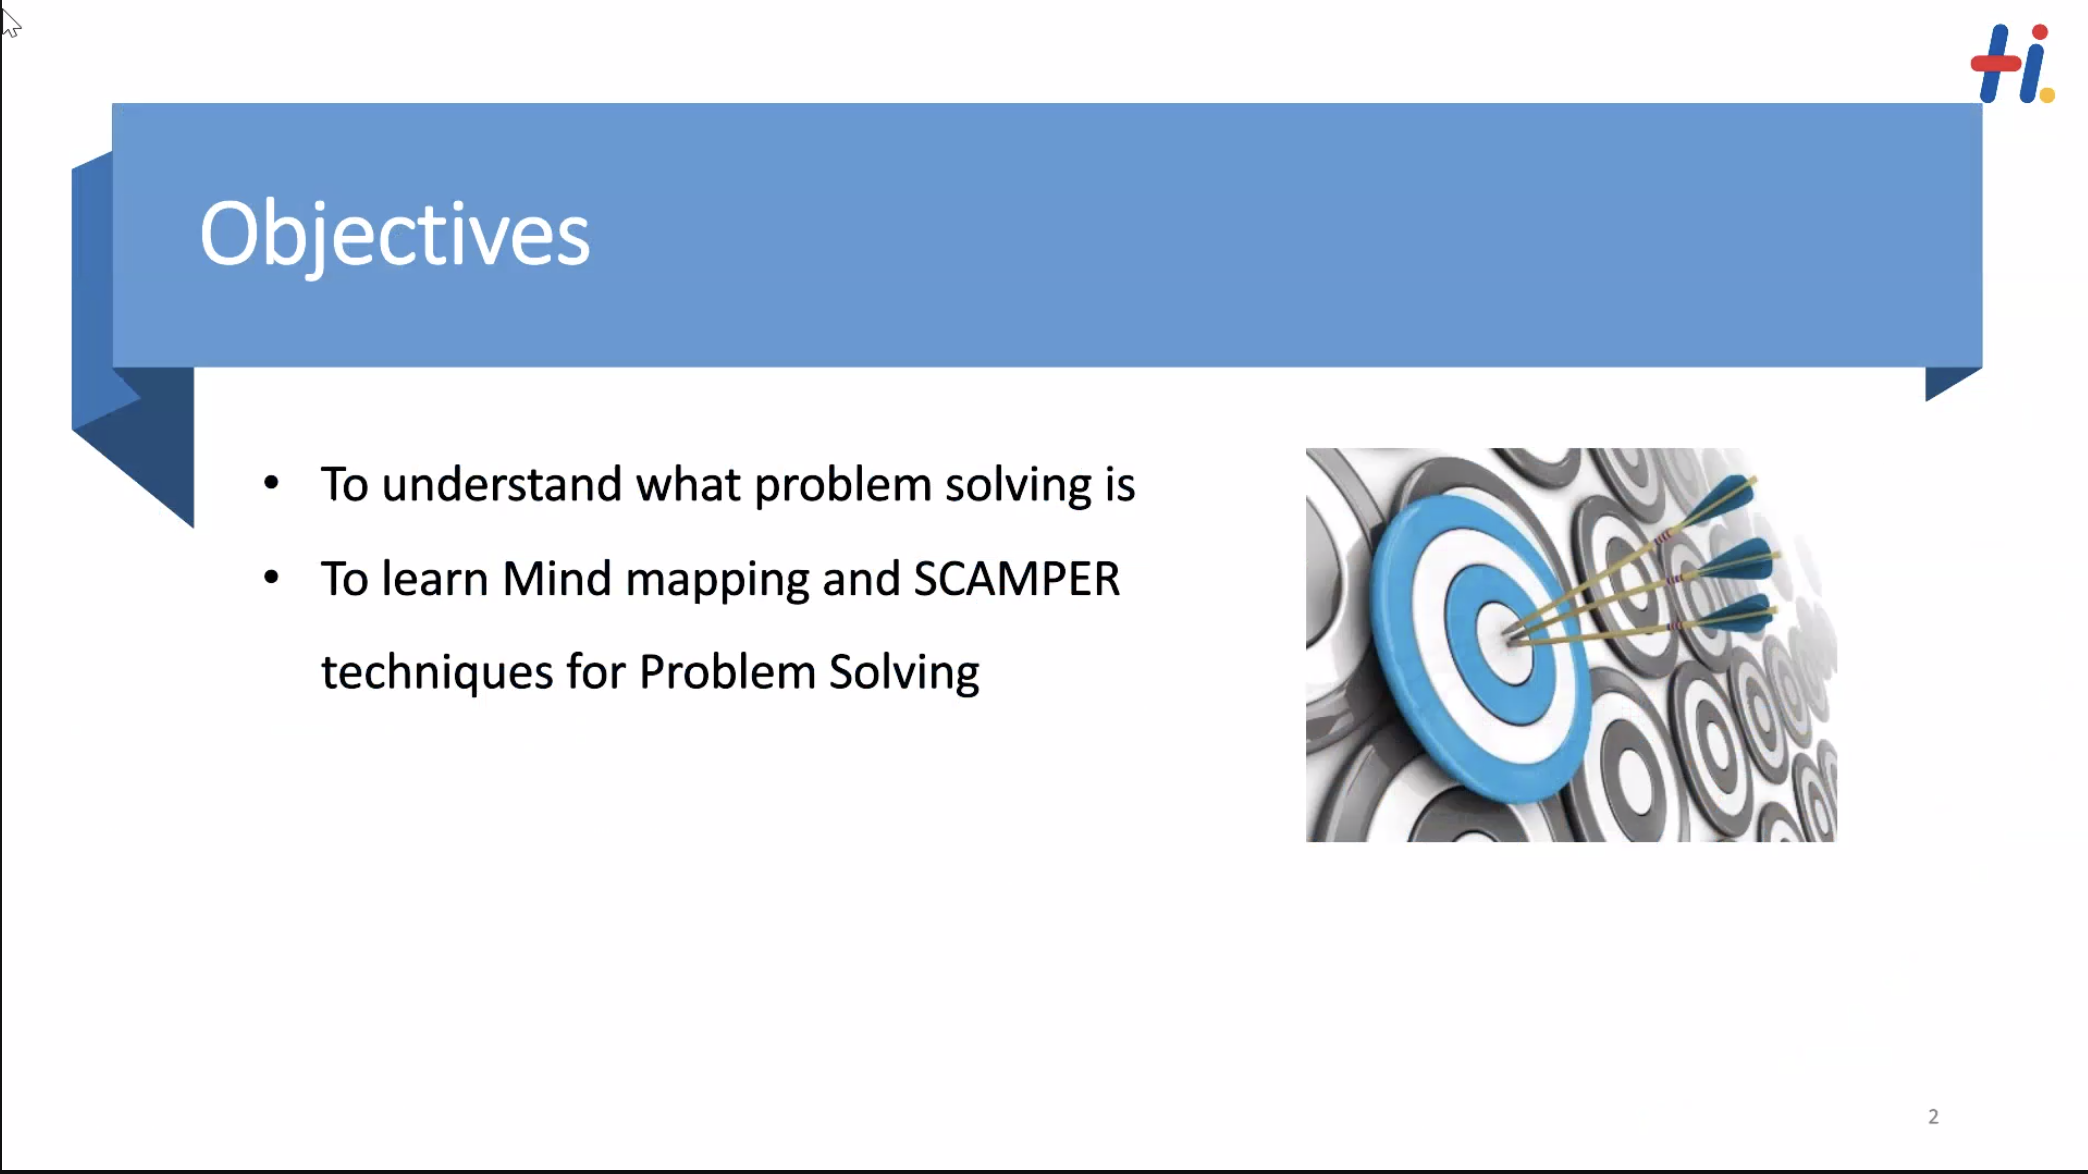 Hi.
Objectives
• To understand what problem solving is
• To learn Mind mapping and SCAMPER
techniques for Problem Solving
2